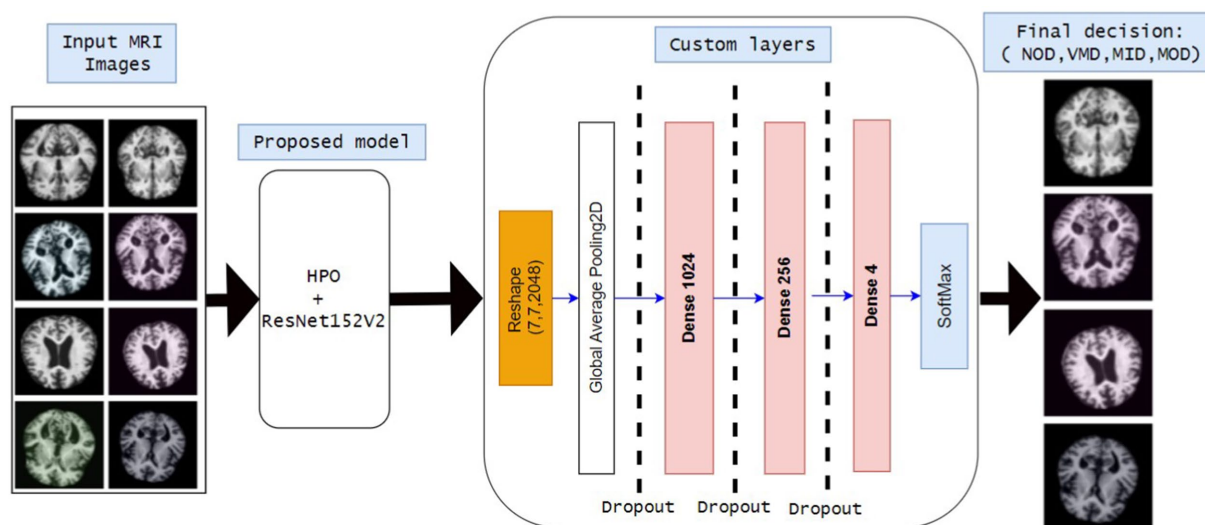 Input MRI
Images
Proposed model
HPO
+
ResNet152V2
Custom layers
Reshape
(7,7,2048)
Global Average Pooling2D
Dense 1024
Dense 256
Dense 4
SoftMax
Dropout
Dropout
Dropout
Final decision:
( NOD,VMD,MID,MOD)